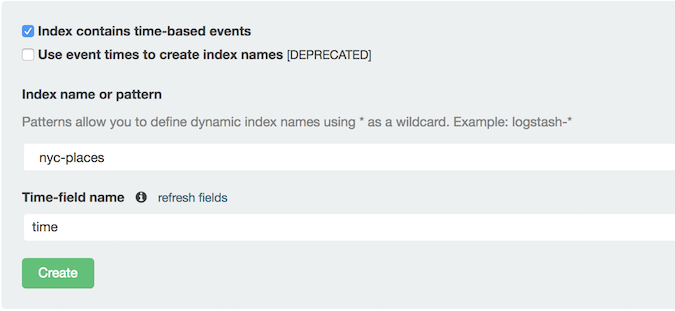 Index contains time-based events
Use event times to create index names [DEPRECATED]
Index name or pattern
Patterns allow you to define dynamic index names using * as a wildcard. Example: logstash-*
nyc-places
Time-field name refresh fields
time
Create